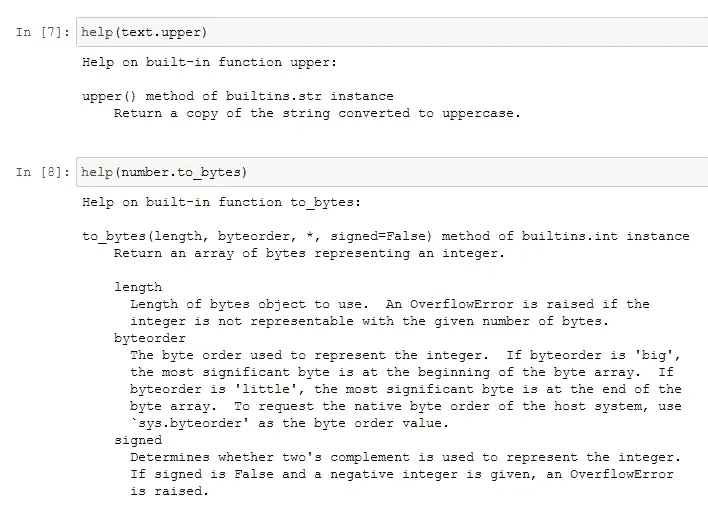 In [7]: help(text.upper)
Help on built-in function upper:
upper() method of builtins.str instance
Return a copy of the string converted to uppercase.
In [8]: help(number.to_bytes)
Help on built-in function to_bytes:
to_bytes(length, byteorder, *, signed=False) method of builtins.int instance
Return an array of bytes representing an integer.
length
Length of bytes object to use.  An OverflowError is raised if the
integer is not representable with the given number of bytes.
byteorder
The byte order used to represent the integer.  If byteorder is 'big',
the most significant byte is at the beginning of the byte array.  If
byteorder is 'little', the most significant byte is at the end of the
byte array.  To request the native byte order of the host system, use
`sys.byteorder' as the byte order value.
signed
Determines whether two's complement is used to represent the integer.
If signed is False and a negative integer is given, an OverflowError
is raised.